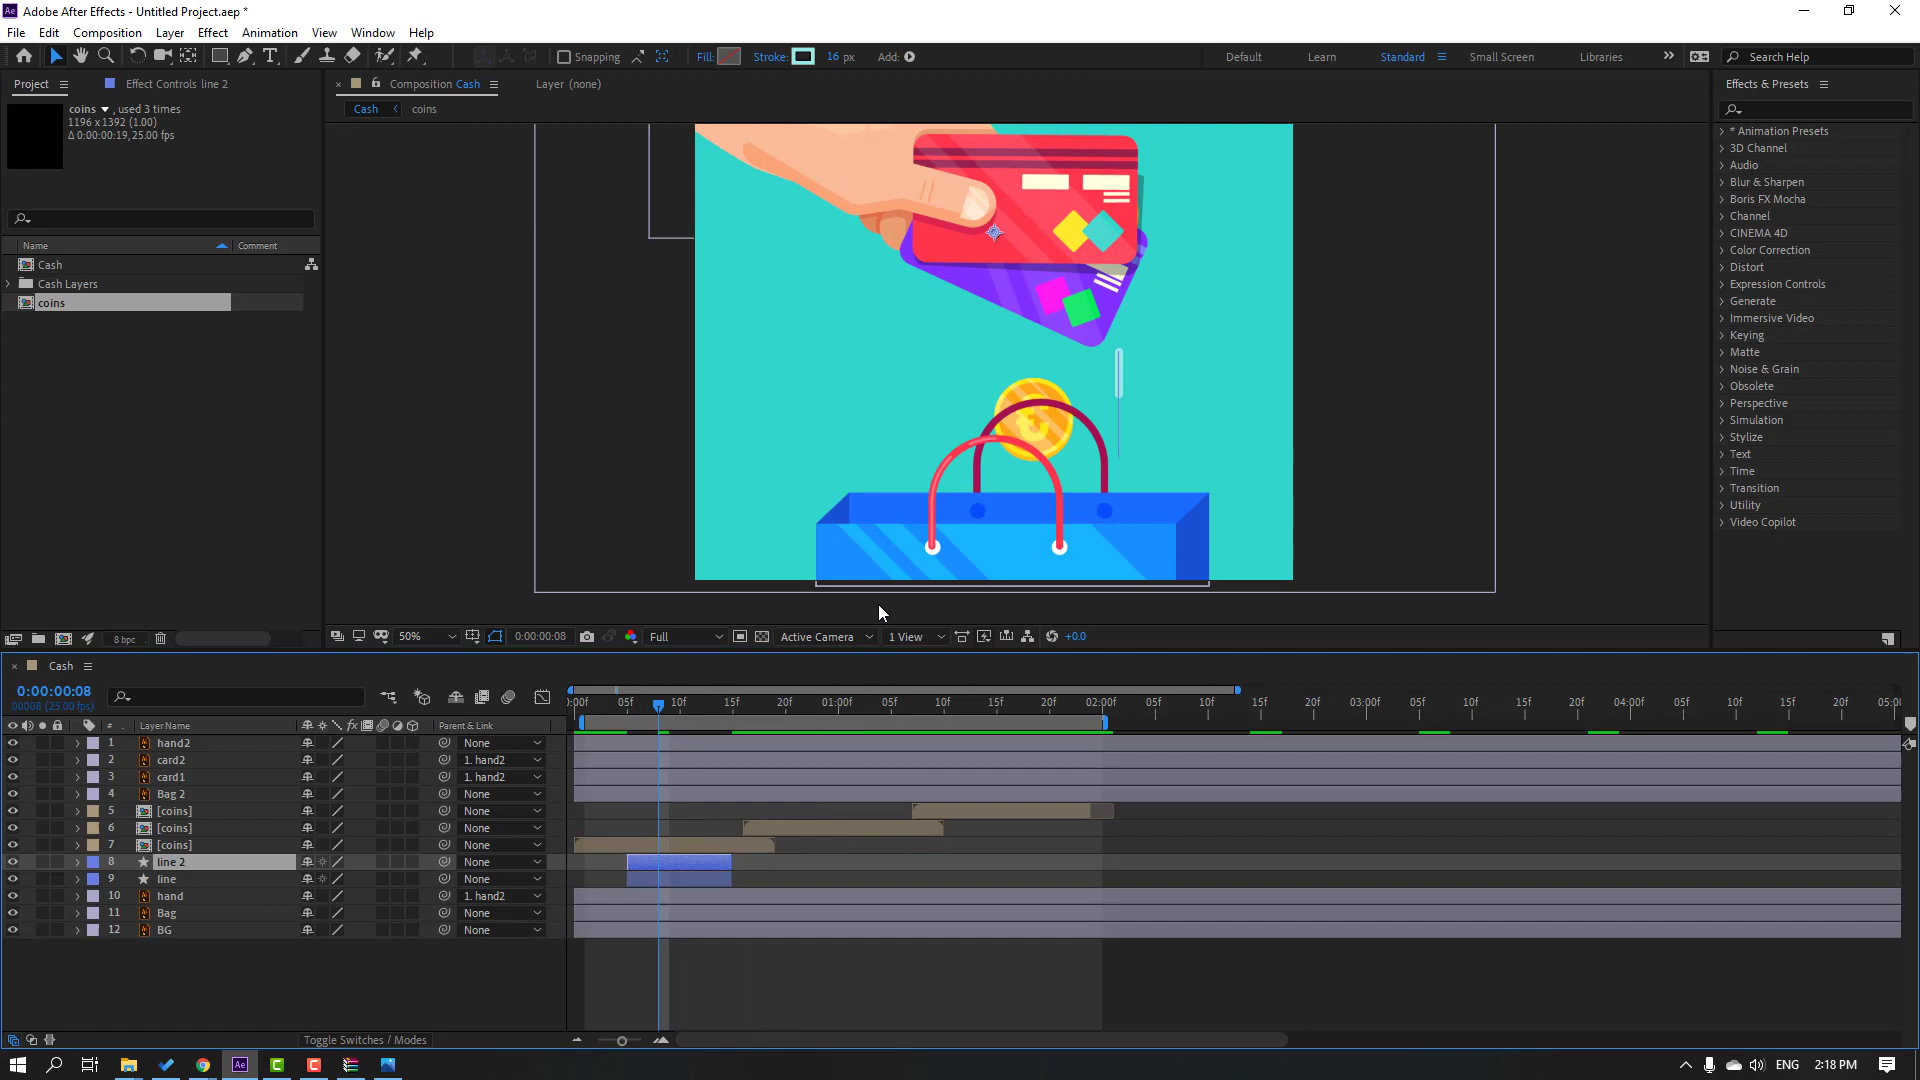 Adobe After Effects - Untitled Project.aep *
File Edit Composition Layer Effect Animation View Window Help
Snapping Fill: Stroke: 16 px Add: Default Learn Standard Small Screen Libraries Search Help
Project Effect Controls line 2 Composition Cash Layer (none) Effects & Presets
coins , used 3 times
1196 x 1392 (1.00)
Δ 0:00:00:19, 25.00 fps
Cash coins
Name Comment
Cash
Cash Layers
coins
* Animation Presets
3D Channel
Audio
Blur & Sharpen
Boris FX Mocha
Channel
CINEMA 4D
Color Correction
Distort
Expression Controls
Generate
Immersive Video
Keying
Matte
Noise & Grain
Obsolete
Perspective
Simulation
Stylize
Text
Time
Transition
Utility
Video Copilot
8 bpc 50% 0:00:00:08 Full Active Camera 1 View +0.0
Cash
0:00:00:08
00008 (25.00 fps)
:00f 05f 10f 15f 20f 01:00f 05f 10f 15f 20f 02:00f 05f 10f 15f 20f 03:00f 05f 10f 15f 20f 04:00f 05f 10f 15f 20f 05:00
# Layer Name fx Parent & Link
1 hand2 None
2 card2 1. hand2
3 card1 1. hand2
4 Bag 2 None
5 [coins] None
6 [coins] None
7 [coins] None
8 line 2 None
9 line None
10 hand 1. hand2
11 Bag None
12 BG None
Toggle Switches / Modes
ENG 2:18 PM